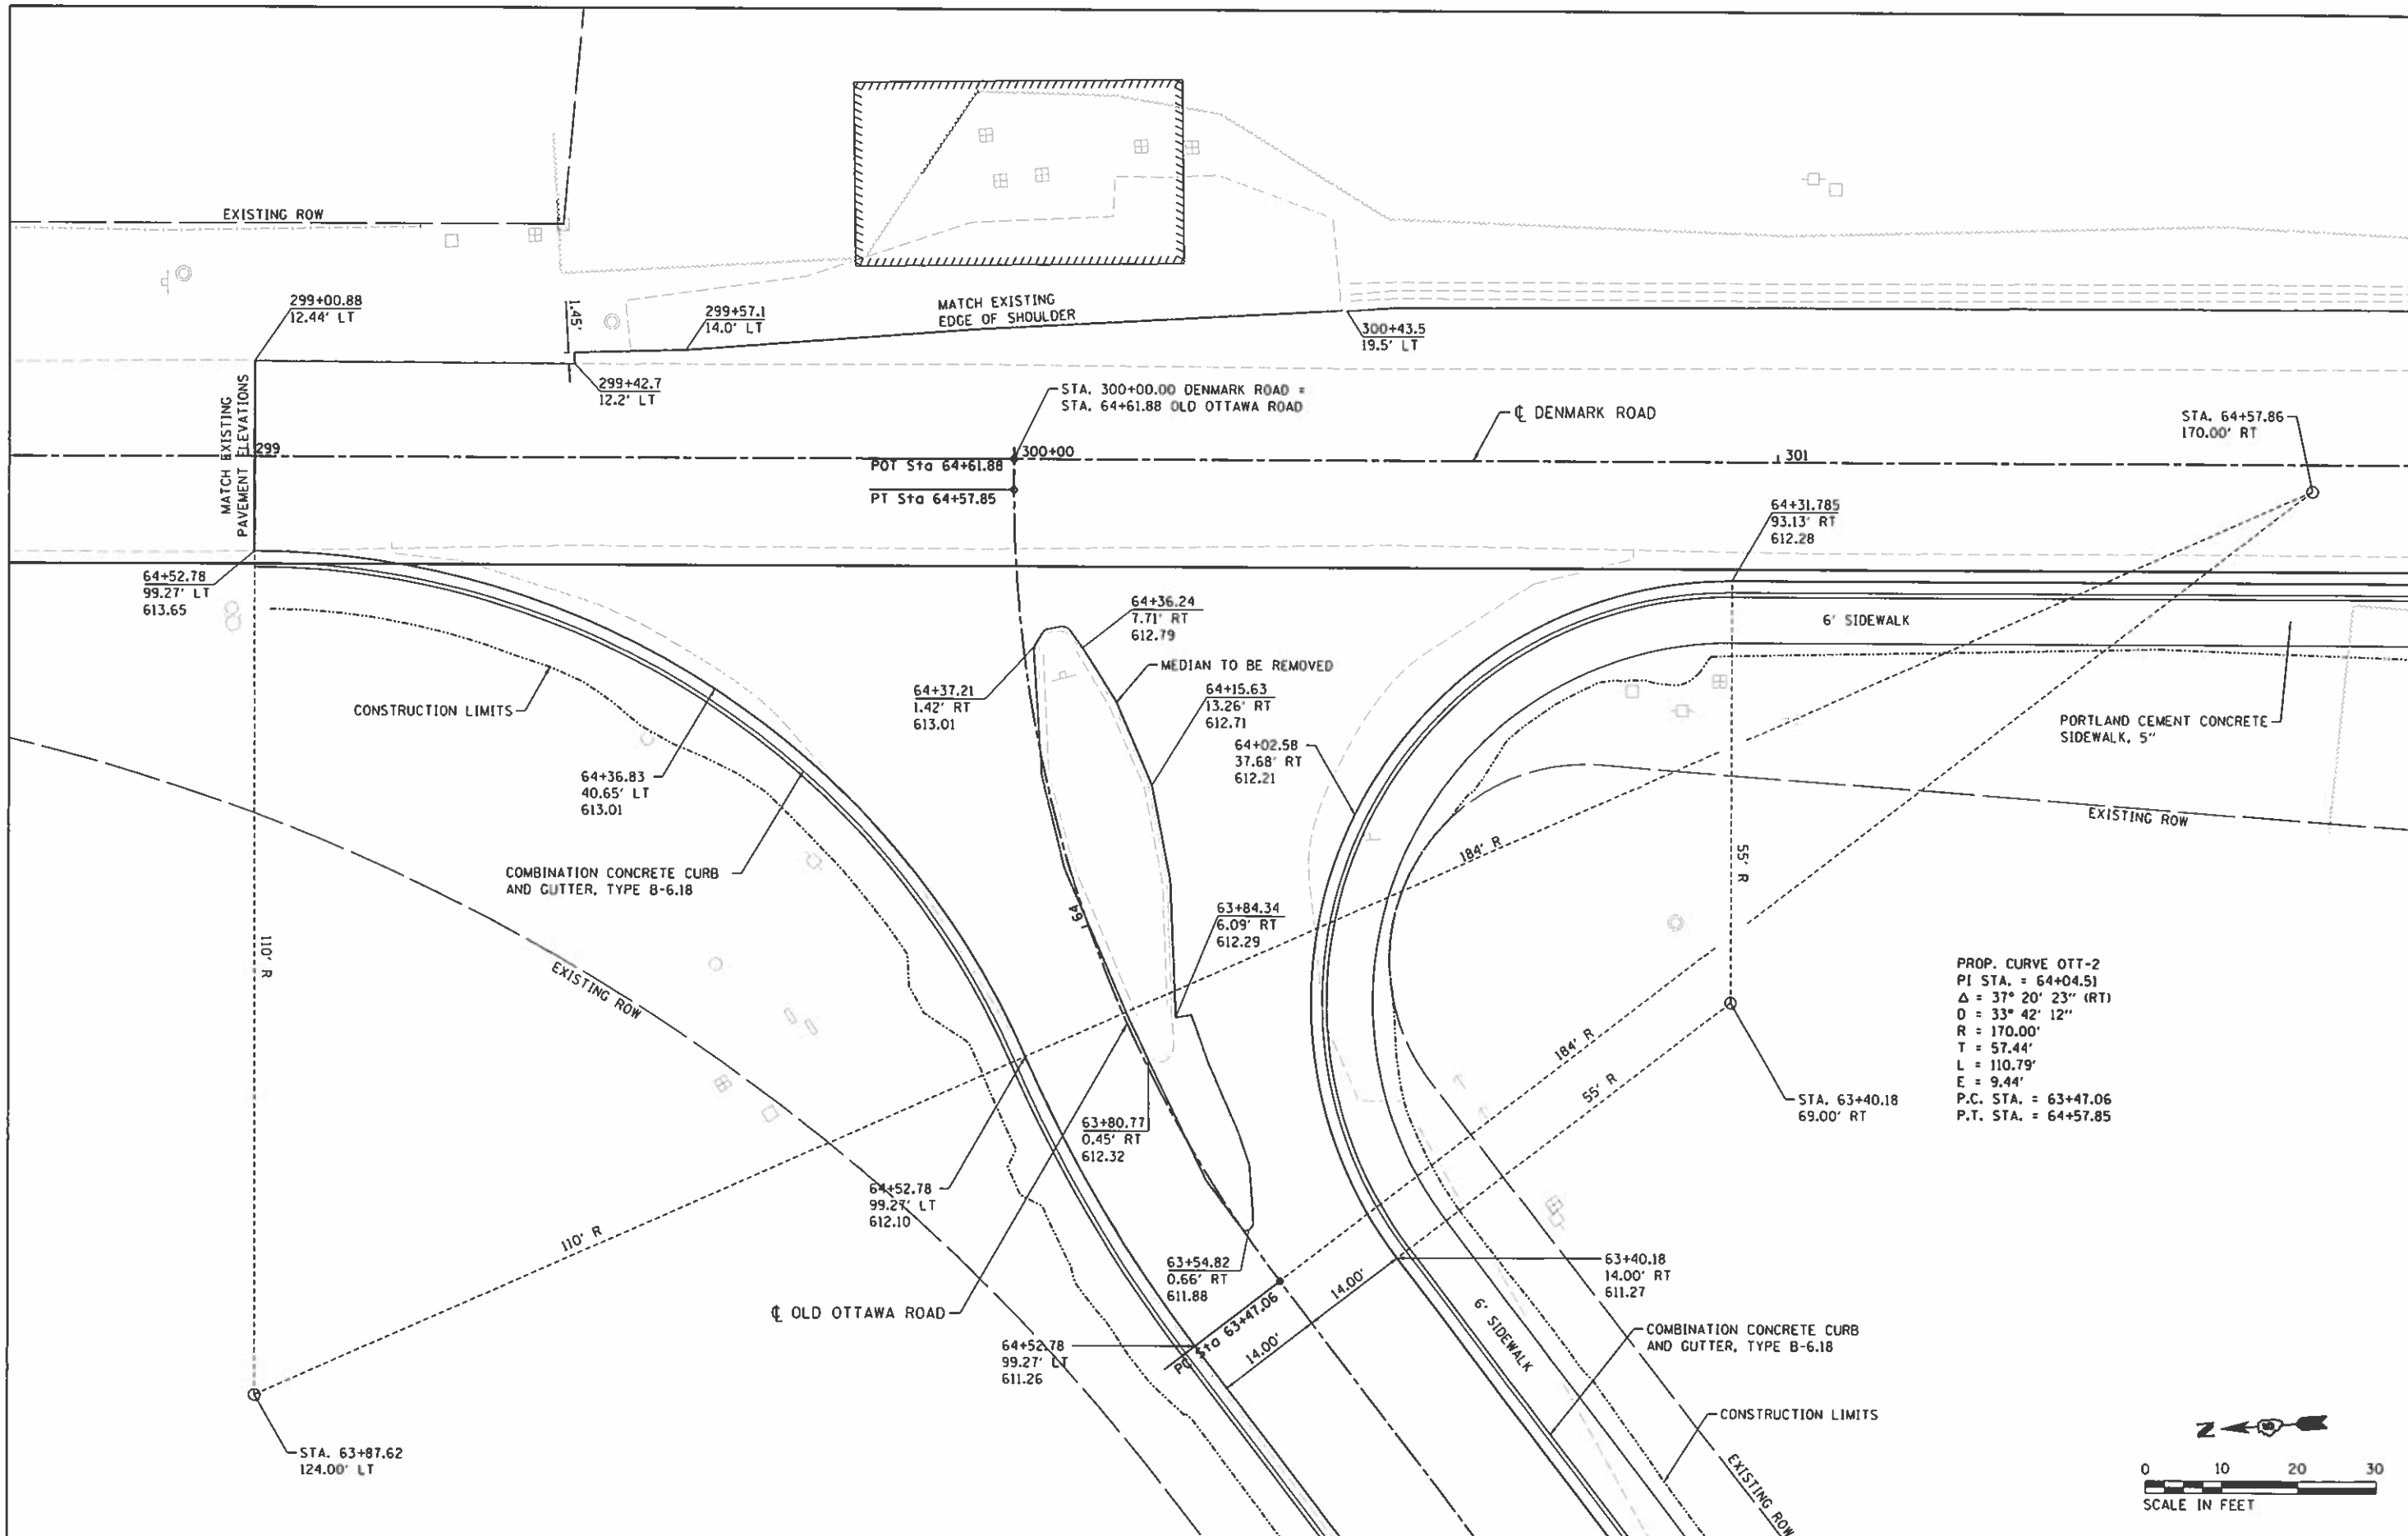 EXISTING ROW
299+00.88
12.44' LT
1.45'
299+57.1
14.0' LT
MATCH EXISTING
EDGE OF SHOULDER
300+43.5
19.5' LT
299+42.7
12.2' LT
MATCH EXISTING
PAVEMENT ELEVATIONS
STA. 300+00.00 DENMARK ROAD =
STA. 64+61.88 OLD OTTAWA ROAD
℄ DENMARK ROAD
STA. 64+57.86
170.00' RT
299
POT Sta 64+61.88
300+00
301
PT Sta 64+57.85
64+31.785
93.13' RT
612.28
64+52.78
99.27' LT
613.65
64+36.24
7.71' RT
612.79
6' SIDEWALK
MEDIAN TO BE REMOVED
64+37.21
1.42' RT
613.01
64+15.63
13.26' RT
612.71
CONSTRUCTION LIMITS
PORTLAND CEMENT CONCRETE
SIDEWALK, 5"
64+02.58
37.68' RT
612.21
64+36.83
40.65' LT
613.01
EXISTING ROW
184' R
55' R
COMBINATION CONCRETE CURB
AND GUTTER, TYPE B-6.18
64
63+84.34
6.09' RT
612.29
110' R
EXISTING ROW
PROP. CURVE OTT-2
PI STA. = 64+04.51
Δ = 37° 20' 23" (RT)
D = 33° 42' 12"
R = 170.00'
T = 57.44'
L = 110.79'
E = 9.44'
P.C. STA. = 63+47.06
P.T. STA. = 64+57.85
184' R
55' R
STA. 63+40.18
69.00' RT
63+80.77
0.45' RT
612.32
64+52.78
99.27' LT
612.10
110' R
63+54.82
0.66' RT
611.88
63+40.18
14.00' RT
611.27
14.00'
℄ OLD OTTAWA ROAD
PC Sta 63+47.06
14.00'
6' SIDEWALK
COMBINATION CONCRETE CURB
AND GUTTER, TYPE B-6.18
64+52.78
99.27' LT
611.26
CONSTRUCTION LIMITS
EXISTING ROW
STA. 63+87.62
124.00' LT
N
0 10 20 30
SCALE IN FEET